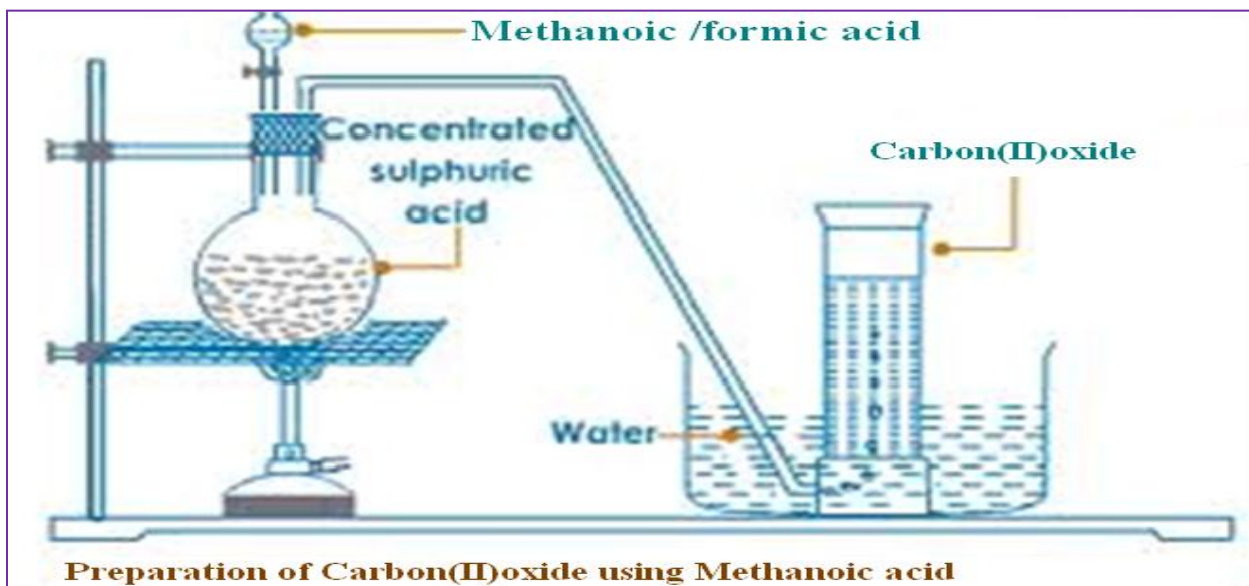 Methanoic /formic acid
Concentrated
sulphuric
acid
Carbon(II)oxide
Water
Preparation of Carbon(II)oxide using Methanoic acid